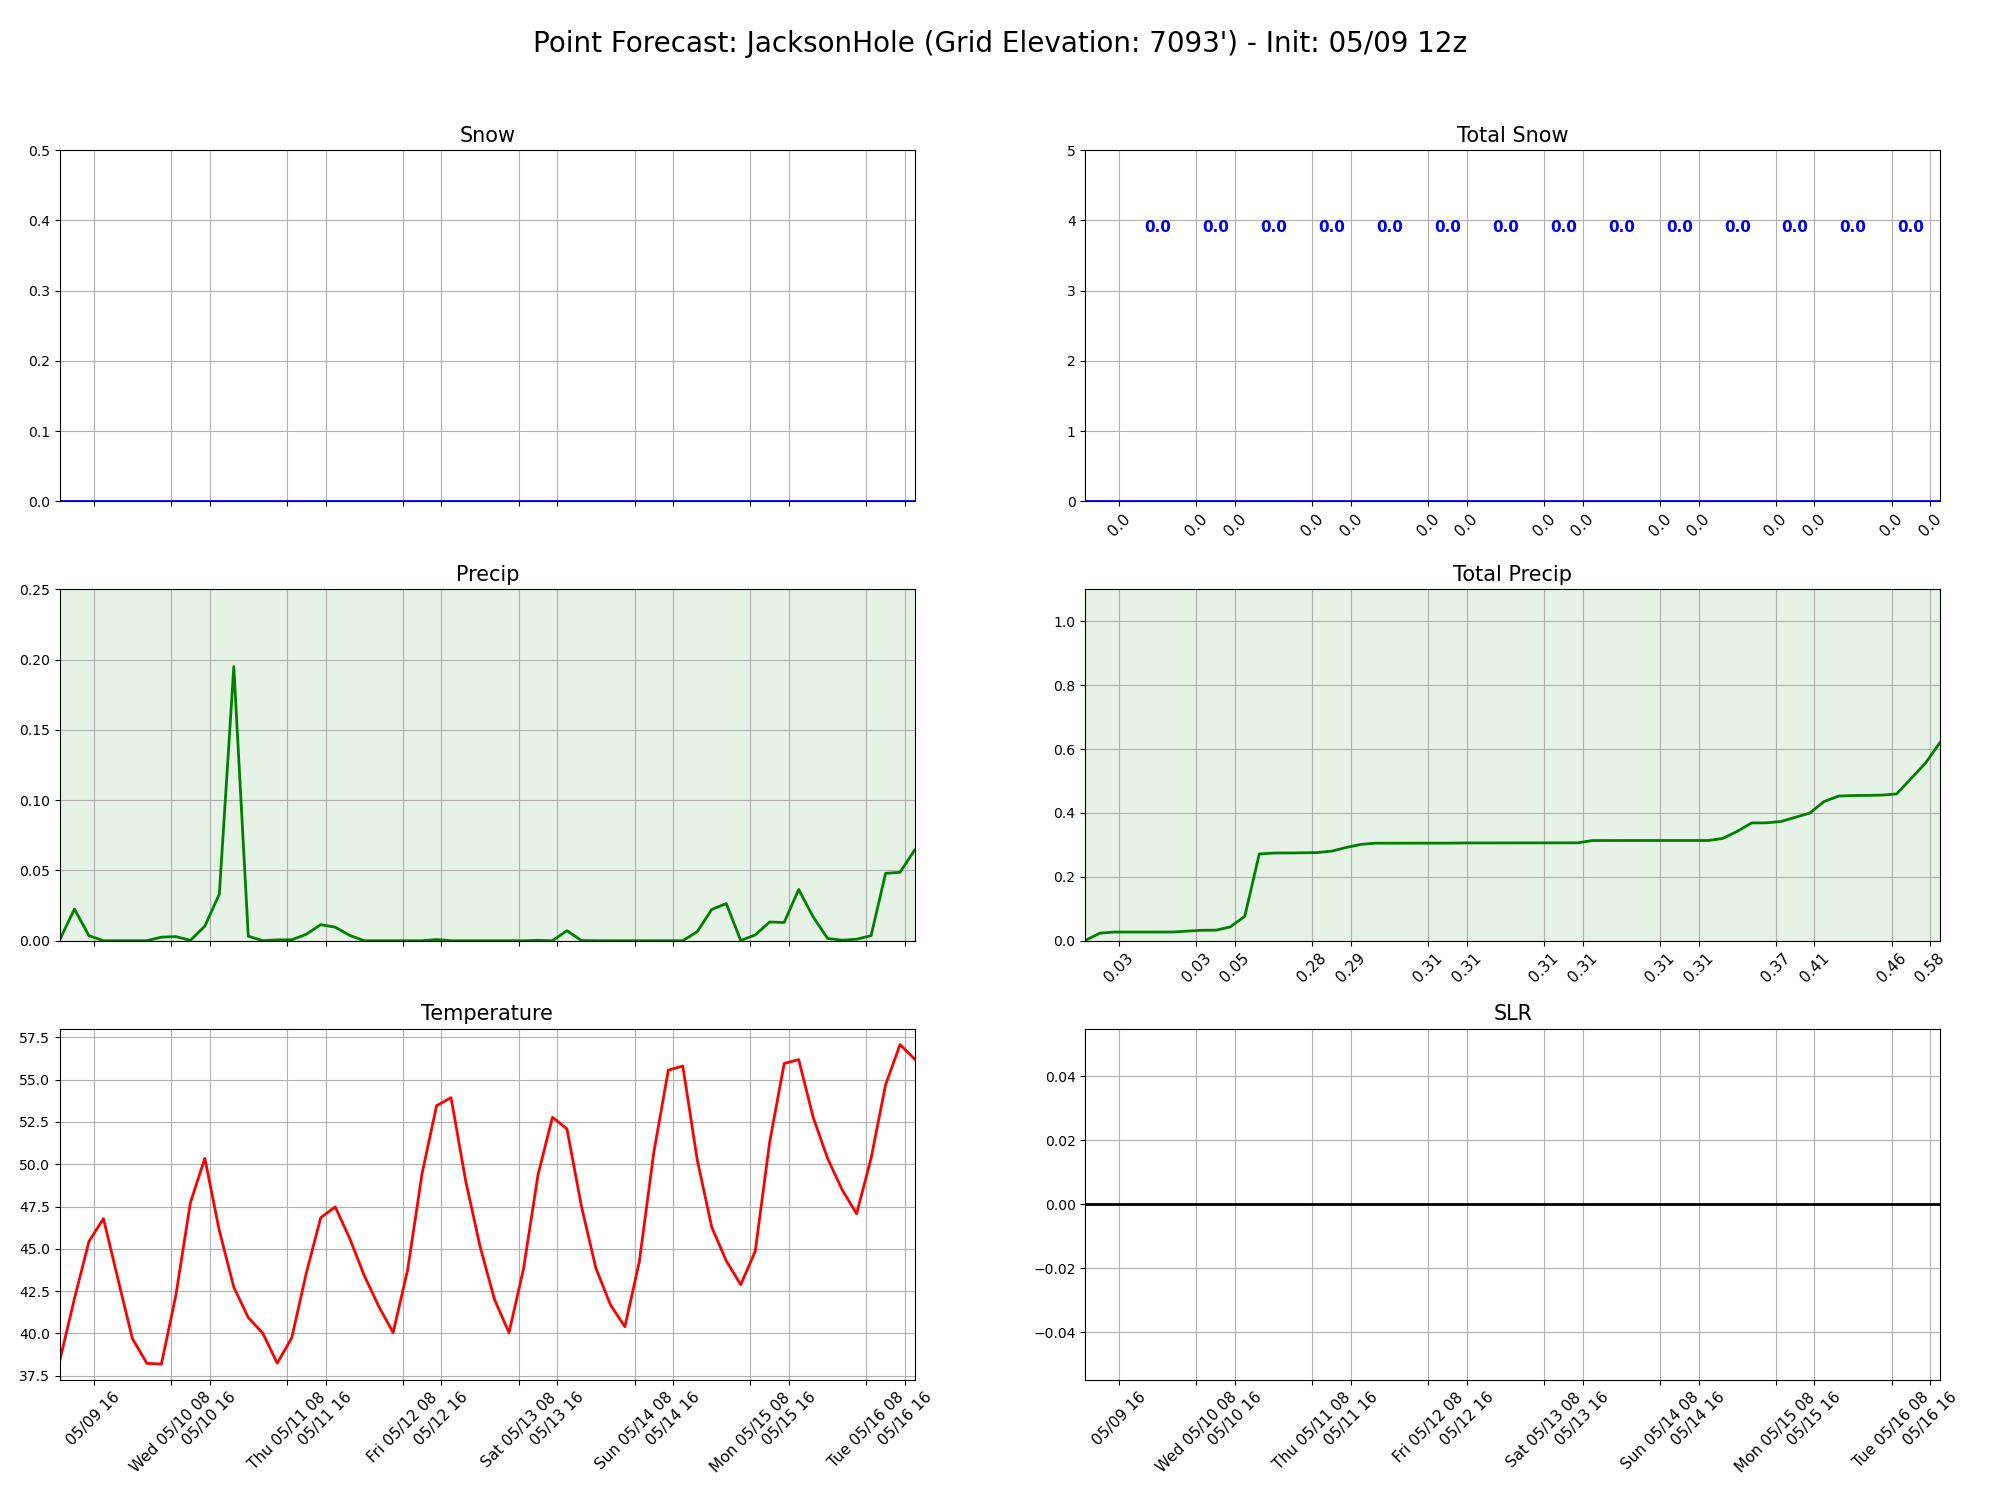 Point Forecast: JacksonHole (Grid Elevation: 7093') - Init: 05/09 12z
Snow
0.5
0.4
0.3
0.2
0.1
0.0
Total Snow
5
4
3
2
1
0
0.0 0.0 0.0 0.0 0.0 0.0 0.0 0.0 0.0 0.0 0.0 0.0 0.0 0.0
0.0 0.0 0.0 0.0 0.0 0.0 0.0 0.0 0.0 0.0 0.0 0.0 0.0 0.0 0.0
Precip
0.25
0.20
0.15
0.10
0.05
0.00
Total Precip
1.0
0.8
0.6
0.4
0.2
0.0
0.03 0.03 0.05 0.28 0.29 0.31 0.31 0.31 0.31 0.31 0.31 0.37 0.41 0.46 0.58
Temperature
57.5
55.0
52.5
50.0
47.5
45.0
42.5
40.0
37.5
05/09 16
Wed 05/10 08
05/10 16
Thu 05/11 08
05/11 16
Fri 05/12 08
05/12 16
Sat 05/13 08
05/13 16
Sun 05/14 08
05/14 16
Mon 05/15 08
05/15 16
Tue 05/16 08
05/16 16
SLR
0.04
0.02
0.00
−0.02
−0.04
05/09 16
Wed 05/10 08
05/10 16
Thu 05/11 08
05/11 16
Fri 05/12 08
05/12 16
Sat 05/13 08
05/13 16
Sun 05/14 08
05/14 16
Mon 05/15 08
05/15 16
Tue 05/16 08
05/16 16